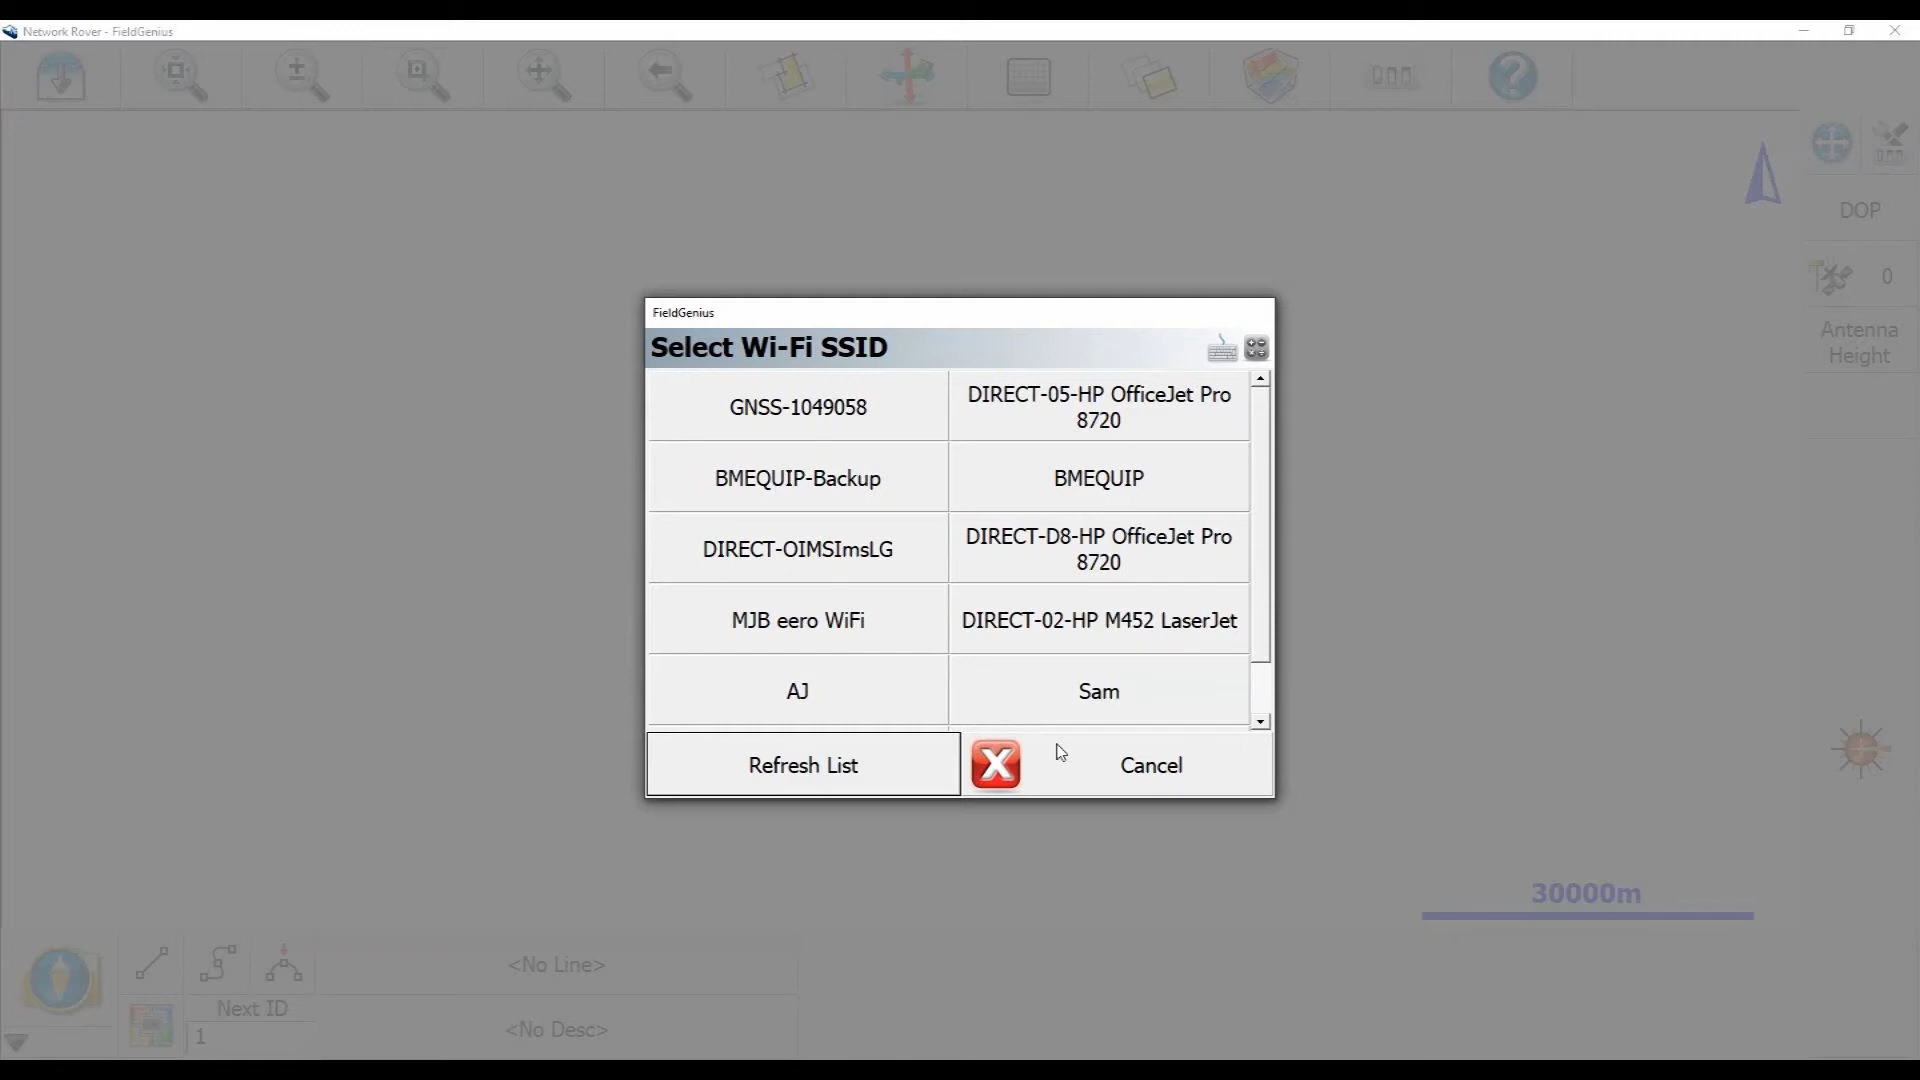 Network Rover - FieldGenius
DOP
0
Antenna
Height
FieldGenius
Select Wi-Fi SSID
GNSS-1049058
DIRECT-05-HP OfficeJet Pro
8720
BMEQUIP-Backup
BMEQUIP
DIRECT-OIMSImsLG
DIRECT-D8-HP OfficeJet Pro
8720
MJB eero WiFi
DIRECT-02-HP M452 LaserJet
AJ
Sam
Refresh List
Cancel
30000m
<No Line>
Next ID
1
<No Desc>